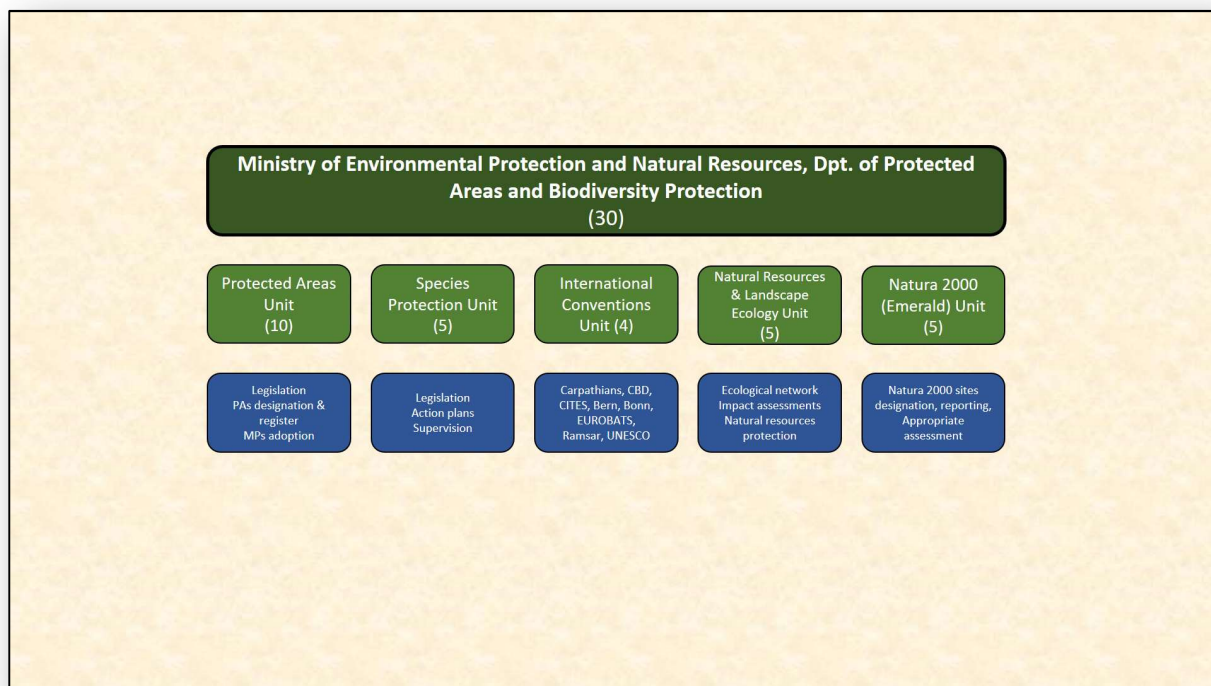 Ministry of Environmental Protection and Natural Resources, Dpt. of Protected
Areas and Biodiversity Protection
(30)
Protected Areas
Unit
(10)
Species
Protection Unit
(5)
International
Conventions
Unit (4)
Natural Resources
& Landscape
Ecology Unit
(5)
Natura 2000
(Emerald) Unit
(5)
Legislation
PAs designation &
register
MPs adoption
Legislation
Action plans
Supervision
Carpathians, CBD,
CITES, Bern, Bonn,
EUROBATS,
Ramsar, UNESCO
Ecological network
Impact assessments
Natural resources
protection
Natura 2000 sites
designation, reporting,
Appropriate
assessment